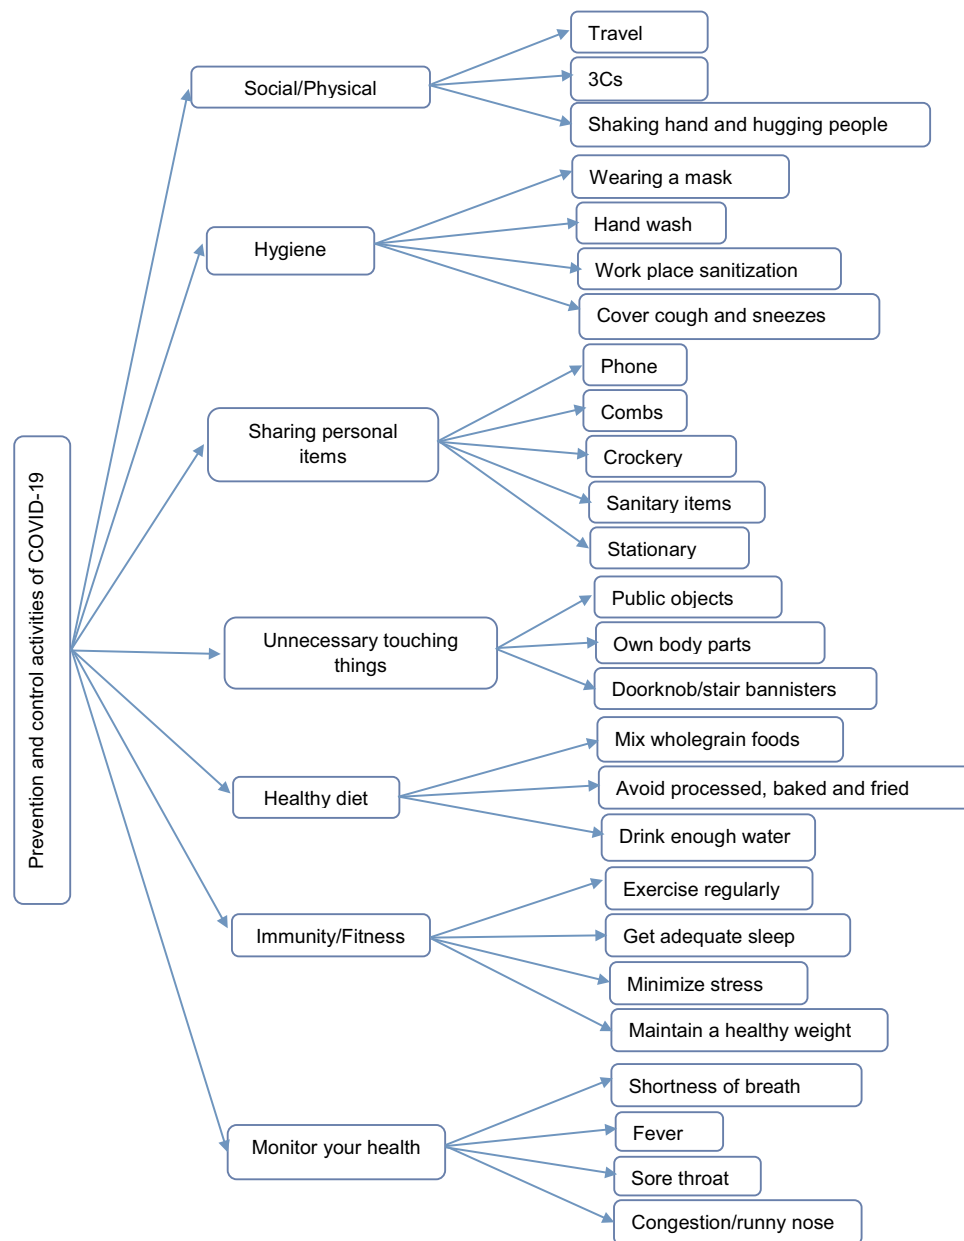 Prevention and control activities of COVID-19
Social/Physical
Travel
3Cs
Shaking hand and hugging people
Hygiene
Wearing a mask
Hand wash
Work place sanitization
Cover cough and sneezes
Sharing personal
items
Phone
Combs
Crockery
Sanitary items
Stationary
Unnecessary touching
things
Public objects
Own body parts
Doorknob/stair bannisters
Healthy diet
Mix wholegrain foods
Avoid processed, baked and fried
Drink enough water
Immunity/Fitness
Exercise regularly
Get adequate sleep
Minimize stress
Maintain a healthy weight
Monitor your health
Shortness of breath
Fever
Sore throat
Congestion/runny nose